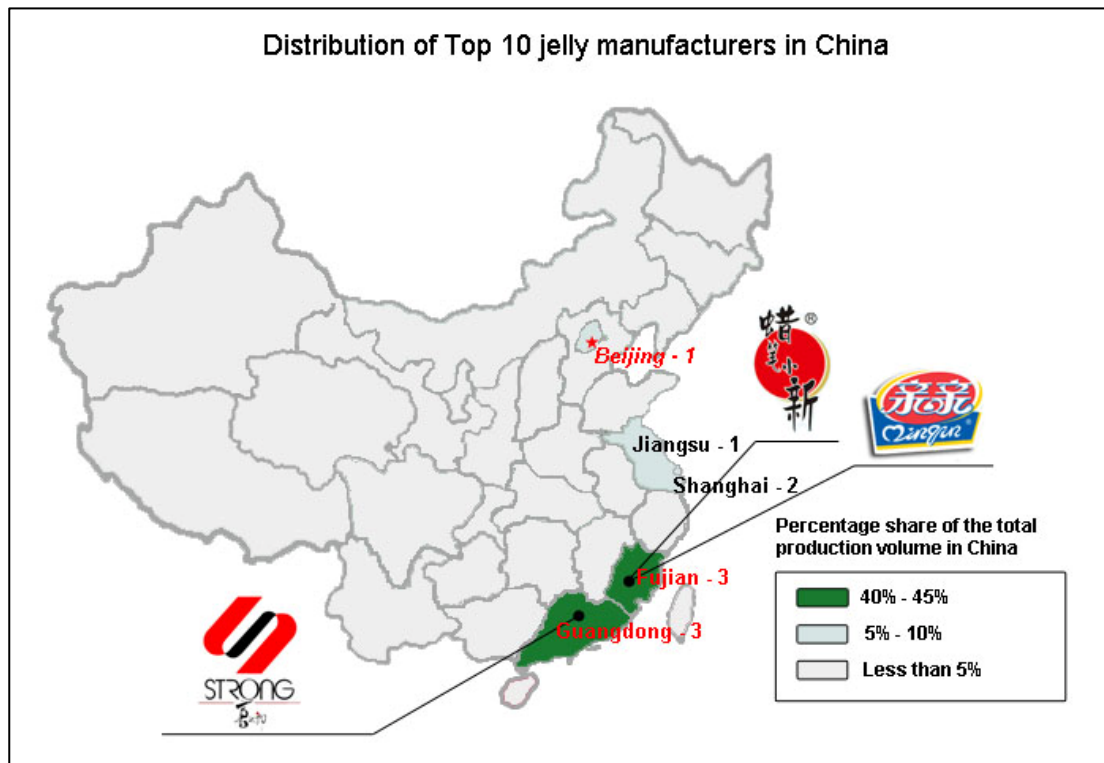 Distribution of Top 10 jelly manufacturers in China
蜡笔小新®
亲亲
Qinqin®
Beijing - 1
Jiangsu - 1
Shanghai - 2
Percentage share of the total
production volume in China
Fujian - 3
40% - 45%
5% - 10%
Guangdong - 3
Less than 5%
STRONG